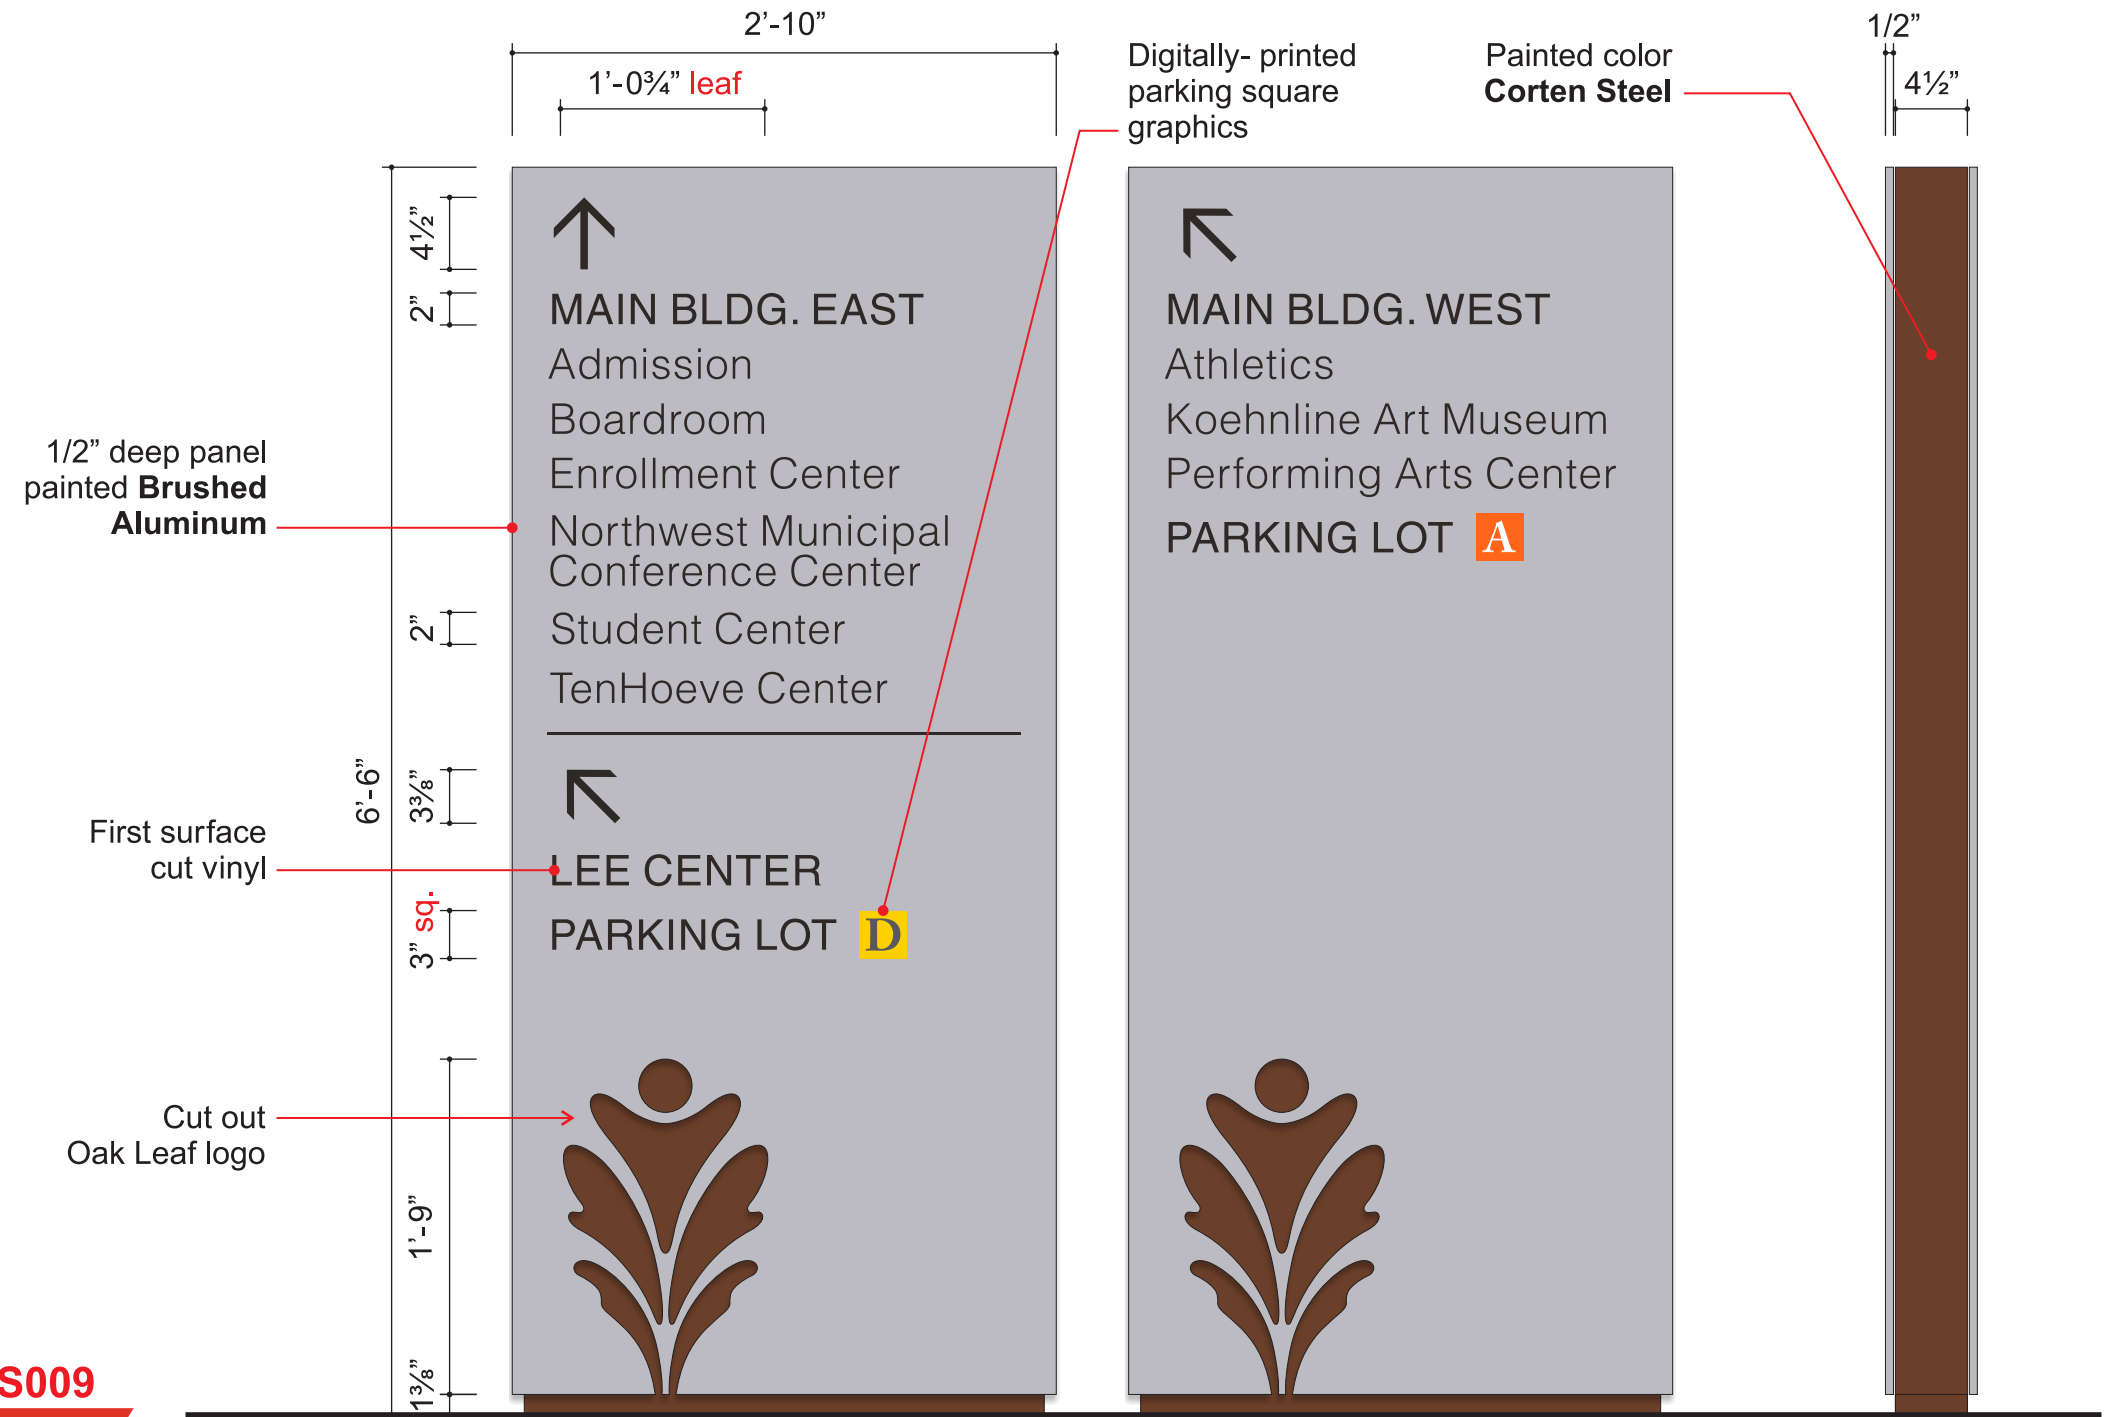 2’-10”
1’-0¾” leaf
Digitally- printed
parking square
graphics
Painted color
Corten Steel
1/2”
4½”
4½”
2”
2”
6’-6”
3⅜”
3” sq.
1’-9”
1⅜”
1/2” deep panel
painted Brushed
Aluminum
First surface
cut vinyl
Cut out
Oak Leaf logo
MAIN BLDG. EAST
Admission
Boardroom
Enrollment Center
Northwest Municipal
Conference Center
Student Center
TenHoeve Center
LEE CENTER
PARKING LOT D
MAIN BLDG. WEST
Athletics
Koehnline Art Museum
Performing Arts Center
PARKING LOT A
S009